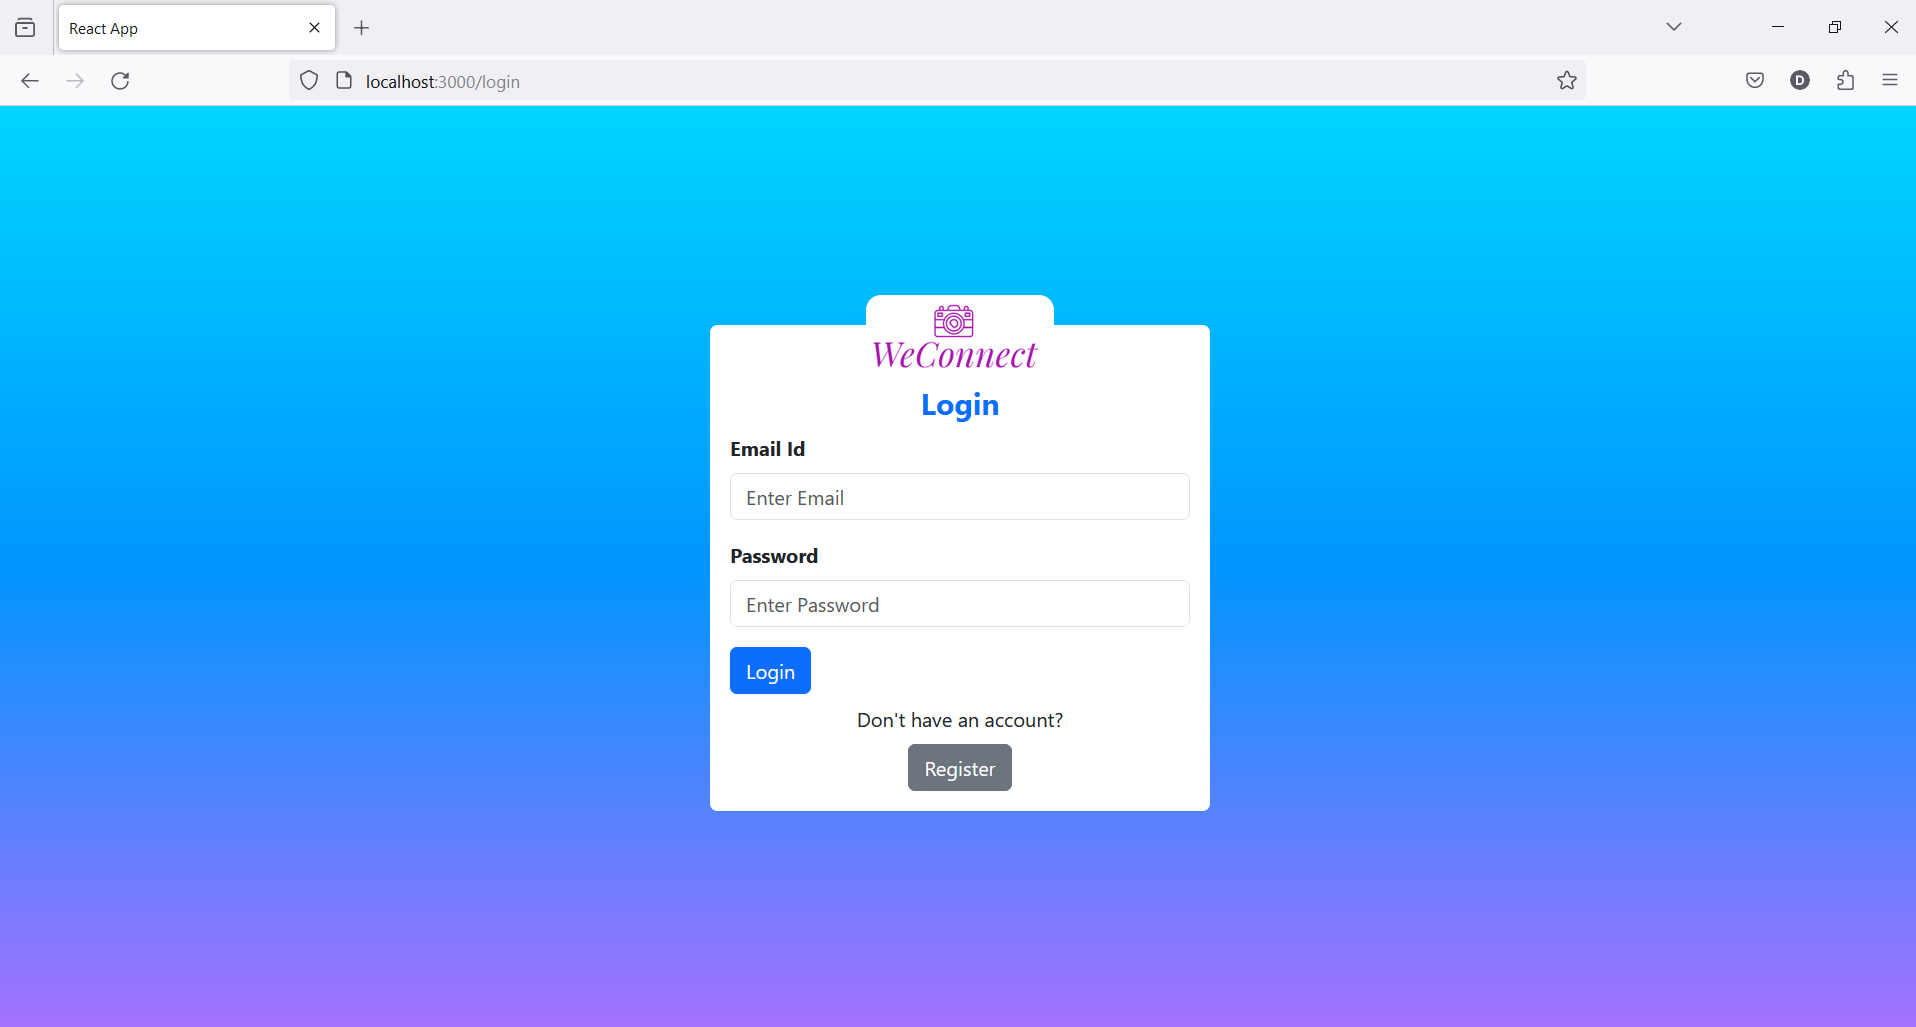 React App
localhost:3000/login
D
WeConnect
Login
Email Id
Enter Email
Password
Enter Password
Login
Don't have an account?
Register